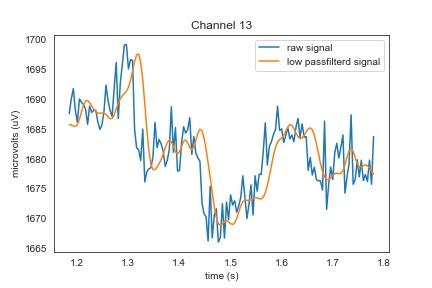 Channel 13
raw signal
low passfilterd signal
microvolts (uV)
1700
1695
1690
1685
1680
1675
1670
1665
1.2 1.3 1.4 1.5 1.6 1.7 1.8
time (s)